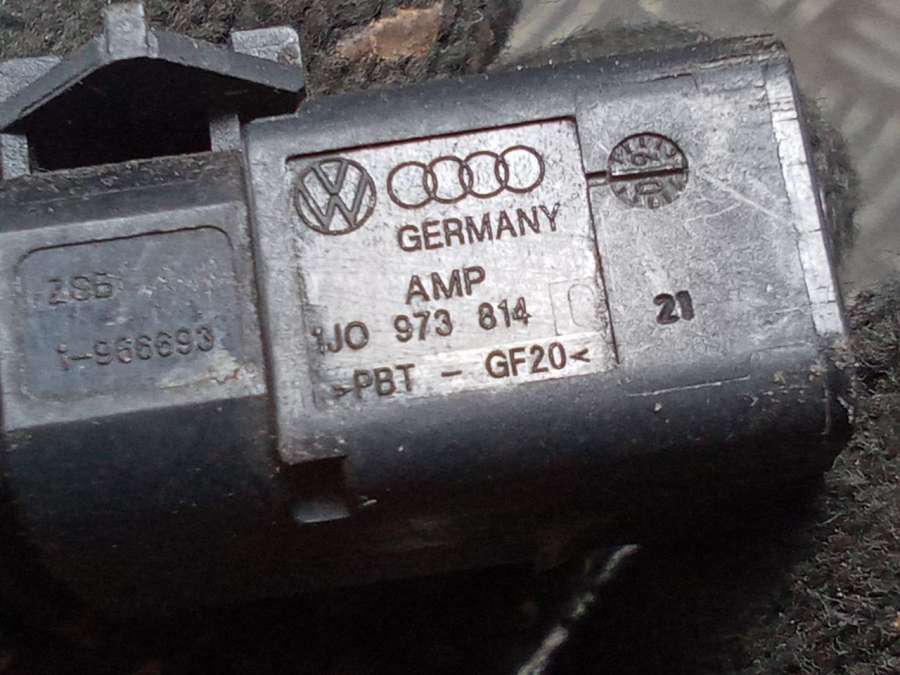 GERMANY
AMP
1J0 973 814
>PBT - GF20<
21
ZSB
1-966693